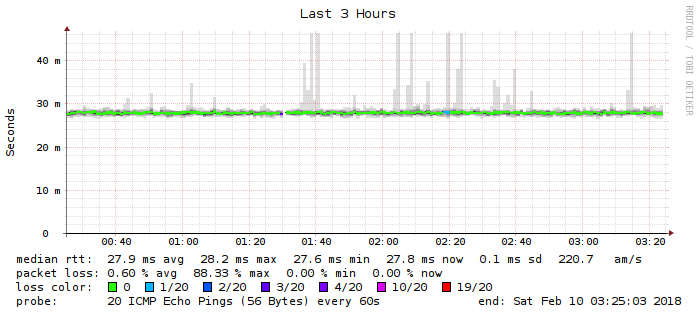 Last 3 Hours
RRDTOOL / TOBI OETIKER
Seconds
40 m
30 m
20 m
10 m
0
00:40 01:00 01:20 01:40 02:00 02:20 02:40 03:00 03:20
median rtt: 27.9 ms avg 28.2 ms max 27.6 ms min 27.8 ms now 0.1 ms sd 220.7 am/s
packet loss: 0.60 % avg 88.33 % max 0.00 % min 0.00 % now
loss color: 0 1/20 2/20 3/20 4/20 10/20 19/20
probe: 20 ICMP Echo Pings (56 Bytes) every 60s end: Sat Feb 10 03:25:03 2018